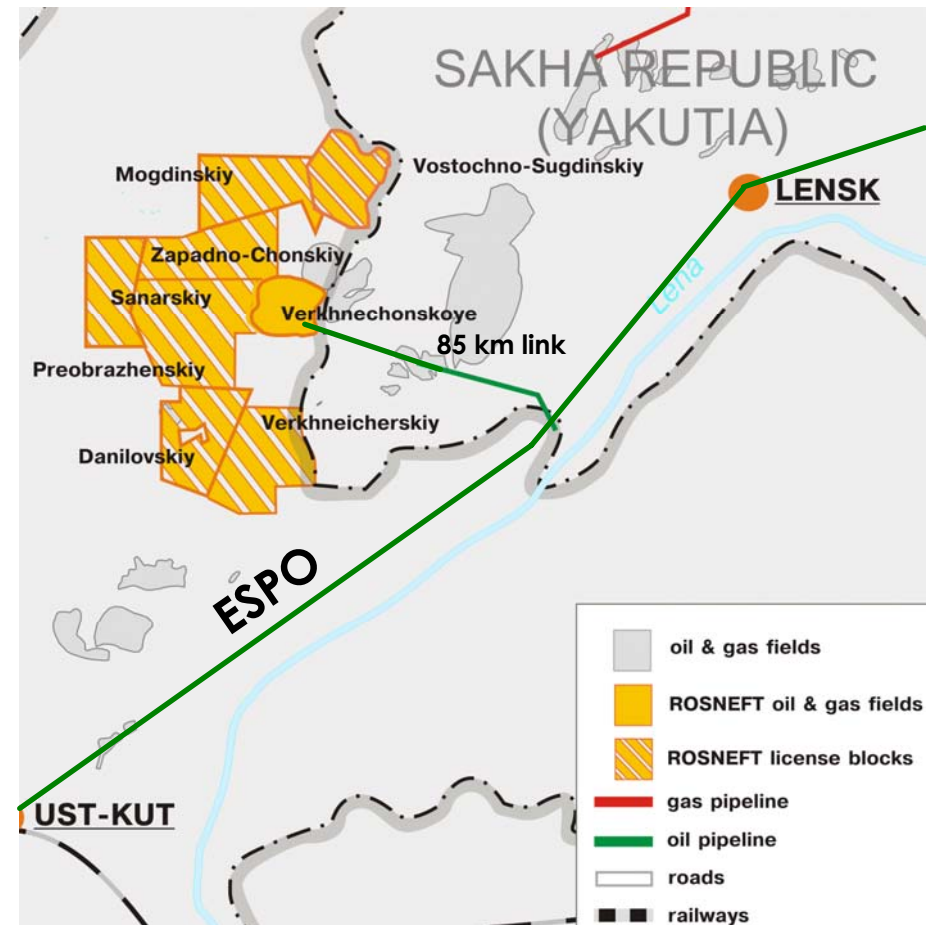 SAKHA REPUBLIC
(YAKUTIA)
Mogdinskiy
Vostochno-Sugdinskiy
LENSK
Zapadno-Chonskiy
Sanarskiy
Verkhnechonskoye
Lena
85 km link
Preobrazhenskiy
Verkhneicherskiy
Danilovskiy
ESPO
UST-KUT
oil & gas fields
ROSNEFT oil & gas fields
ROSNEFT license blocks
gas pipeline
oil pipeline
roads
railways